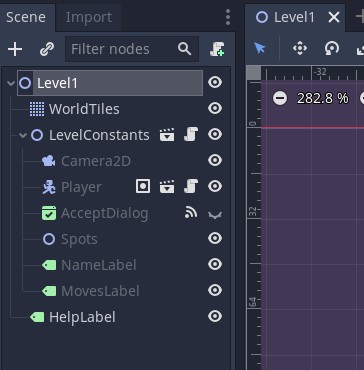 Scene Import
Level1
Filter nodes
Level1
-32
WorldTiles
282.8 %
LevelConstants
0
Camera2D
Player
AcceptDialog
32
Spots
NameLabel
MovesLabel
64
HelpLabel